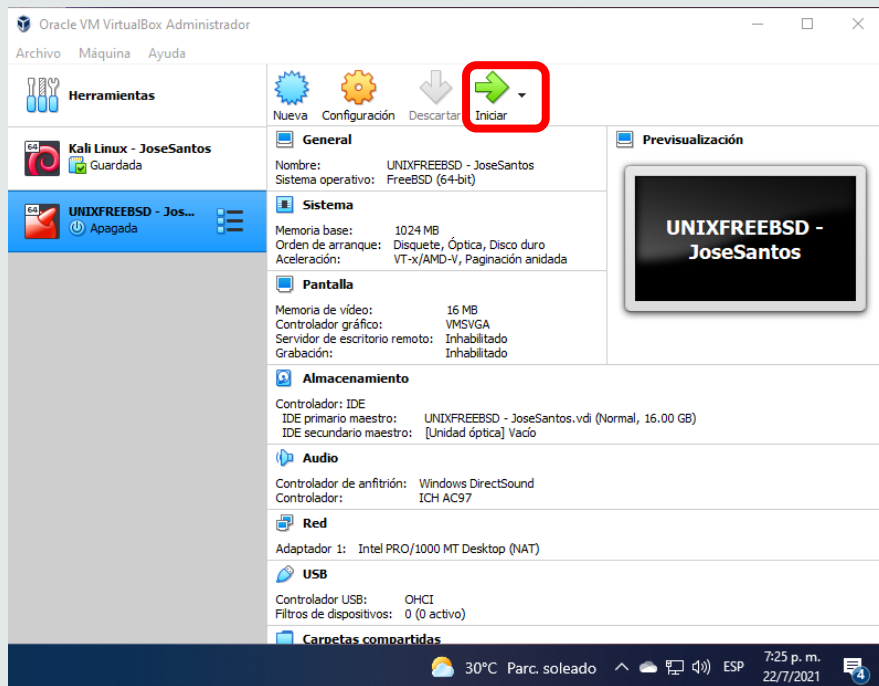 Oracle VM VirtualBox Administrador
Archivo Máquina Ayuda
Herramientas
Nueva Configuración Descartar Iniciar
64
Kali Linux - JoseSantos
Guardada
64
UNIXFREEBSD - Jos...
Apagada
General
Nombre: UNIXFREEBSD - JoseSantos
Sistema operativo: FreeBSD (64-bit)
Sistema
Memoria base: 1024 MB
Orden de arranque: Disquete, Óptica, Disco duro
Aceleración: VT-x/AMD-V, Paginación anidada
Pantalla
Memoria de vídeo: 16 MB
Controlador gráfico: VMSVGA
Servidor de escritorio remoto: Inhabilitado
Grabación: Inhabilitado
Previsualización
UNIXFREEBSD -
JoseSantos
Almacenamiento
Controlador: IDE
IDE primario maestro: UNIXFREEBSD - JoseSantos.vdi (Normal, 16.00 GB)
IDE secundario maestro: [Unidad óptica] Vacío
Audio
Controlador de anfitrión: Windows DirectSound
Controlador: ICH AC97
Red
Adaptador 1: Intel PRO/1000 MT Desktop (NAT)
USB
Controlador USB: OHCI
Filtros de dispositivos: 0 (0 activo)
Carpetas compartidas
30°C Parc. soleado ESP 7:25 p. m.
22/7/2021
4